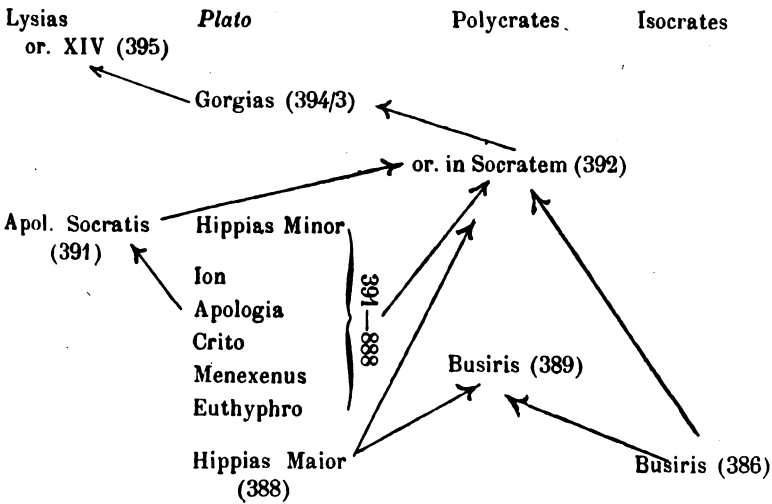 Lysias Plato Polycrates. Isocrates
or. XIV (395)
Gorgias (394/3)
or. in Socratem (392)
Apol. Socratis Hippias Minor
(391)
Ion
Apologia
Crito
Menexenus
Euthyphro
391—888
Busiris (389)
Hippias Maior
(388)
Busiris (386)